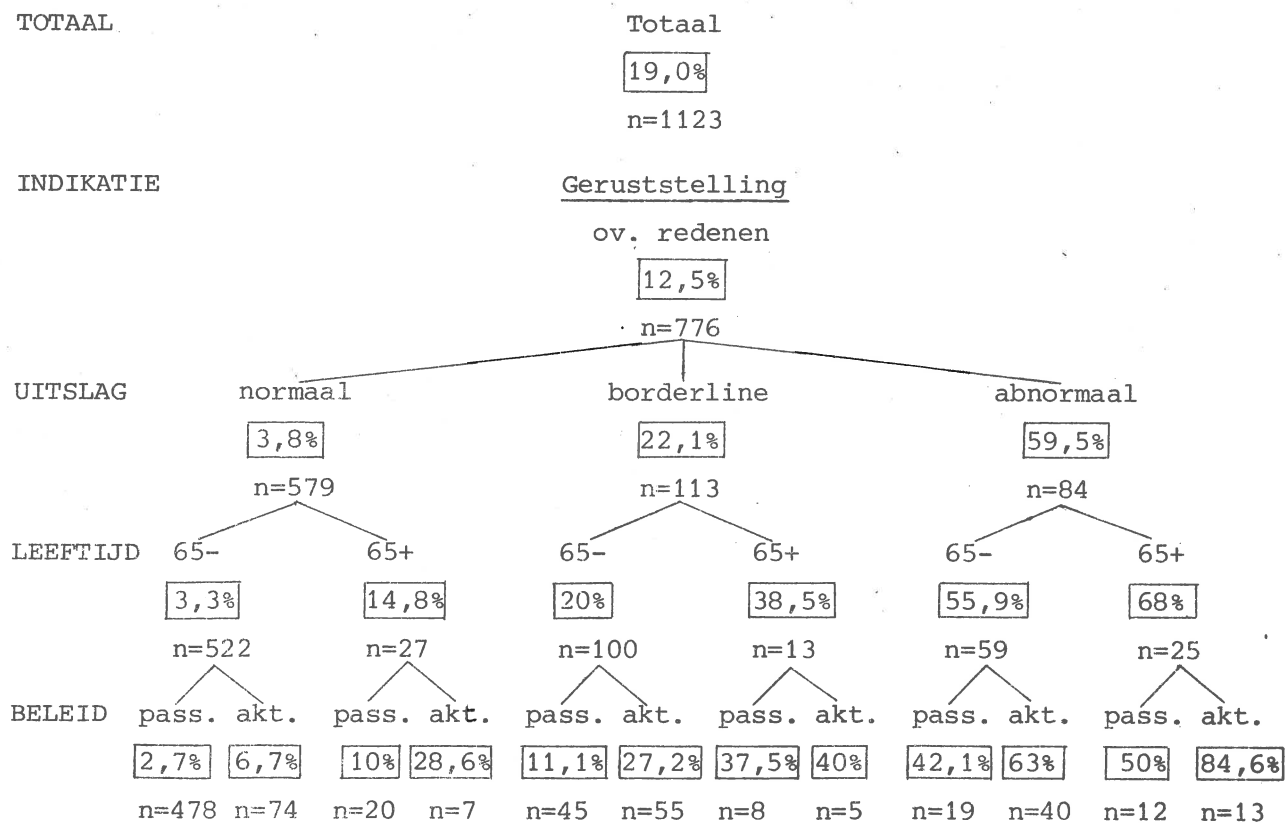 TOTAAL Totaal
19,0%
n=1123
INDIKATIE Geruststelling
ov. redenen
12,5%
n=776
UITSLAG normaal borderline abnormaal
3,8% 22,1% 59,5%
n=579 n=113 n=84
LEEFTIJD 65- 65+ 65- 65+ 65- 65+
3,3% 14,8% 20% 38,5% 55,9% 68%
n=522 n=27 n=100 n=13 n=59 n=25
BELEID pass. akt. pass. akt. pass. akt. pass. akt. pass. akt. pass. akt.
2,7% 6,7% 10% 28,6% 11,1% 27,2% 37,5% 40% 42,1% 63% 50% 84,6%
n=478 n=74 n=20 n=7 n=45 n=55 n=8 n=5 n=19 n=40 n=12 n=13